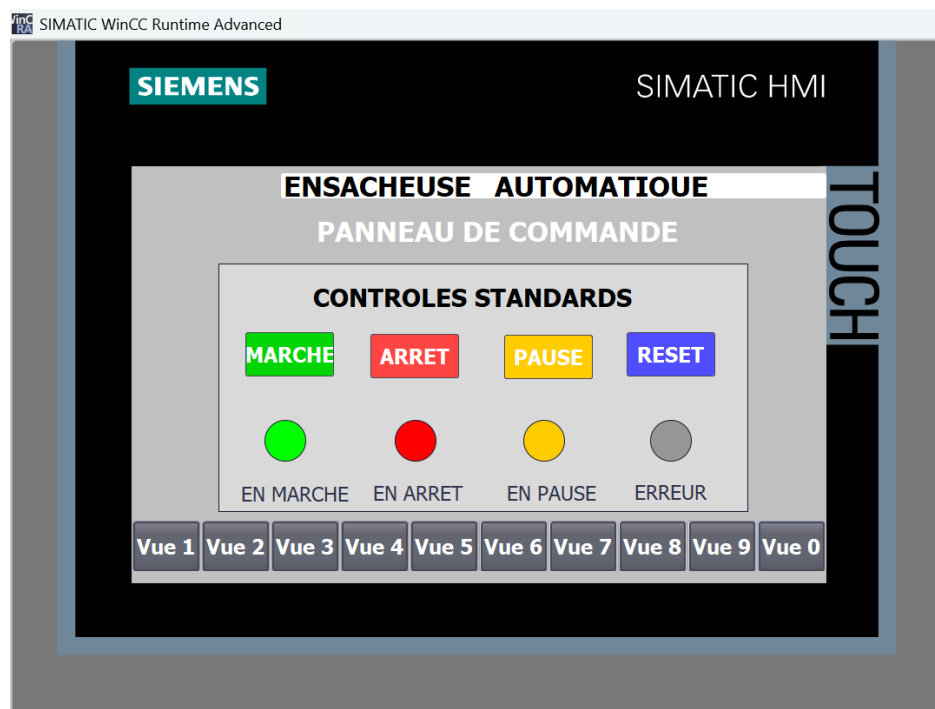 SIMATIC WinCC Runtime Advanced
SIEMENS
SIMATIC HMI
ENSACHEUSE AUTOMATIQUE
TOUCH
PANNEAU DE COMMANDE
CONTROLES STANDARDS
MARCHE ARRET PAUSE RESET
EN MARCHE EN ARRET EN PAUSE ERREUR
Vue 1 Vue 2 Vue 3 Vue 4 Vue 5 Vue 6 Vue 7 Vue 8 Vue 9 Vue 0